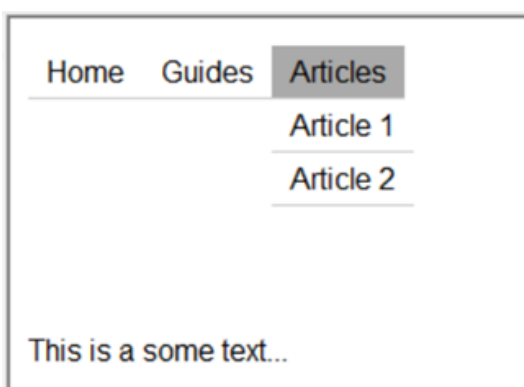 Home Guides Articles
Article 1
Article 2
This is a some text...